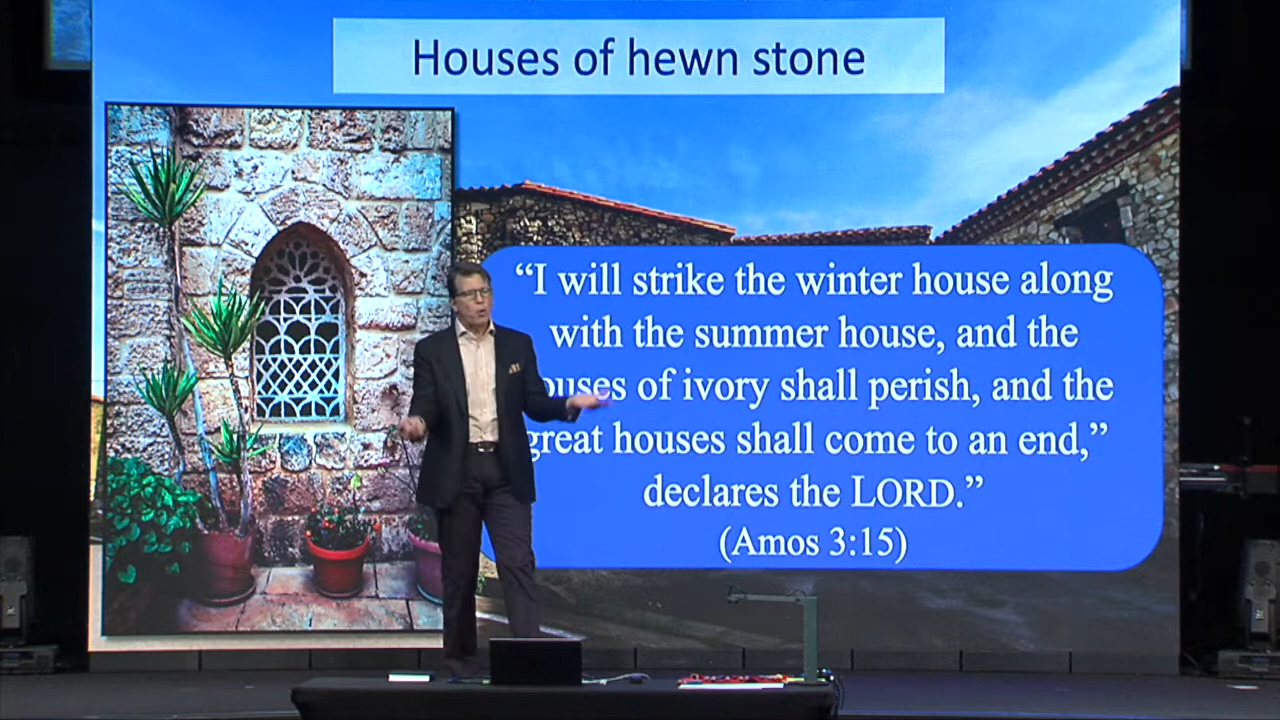 Houses of hewn stone
“I will strike the winter house along
with the summer house, and the
ouses of ivory shall perish, and the
great houses shall come to an end,”
declares the LORD.”
(Amos 3:15)